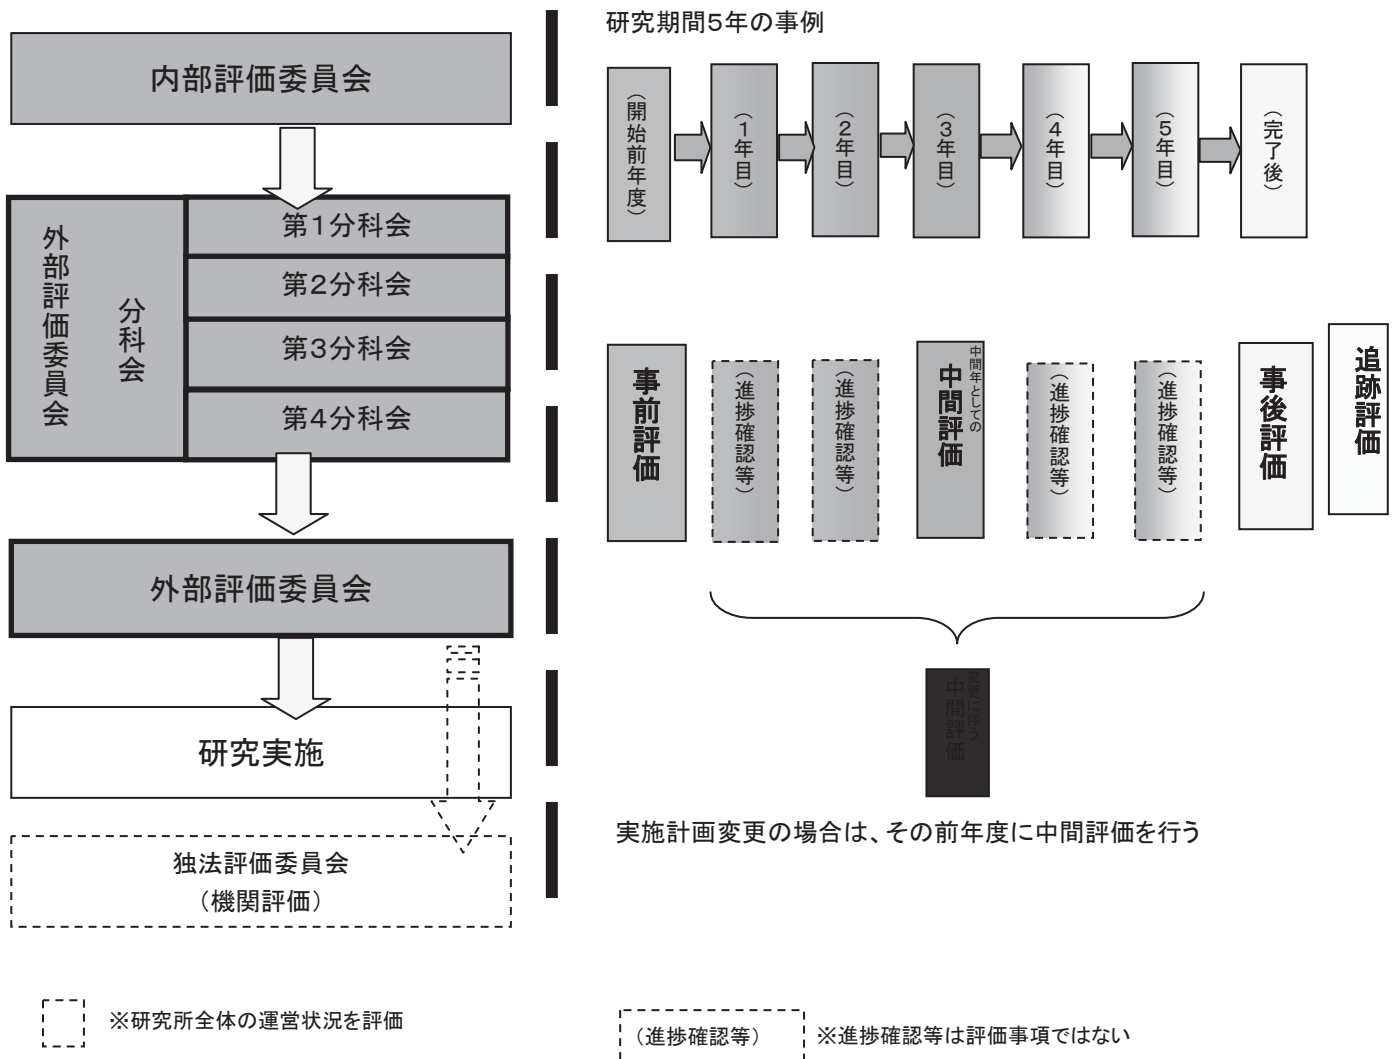 内部評価委員会
外部評価委員会
分科会
第1分科会
第2分科会
第3分科会
第4分科会
外部評価委員会
研究実施
独法評価委員会
（機関評価）
※研究所全体の運営状況を評価
研究期間5年の事例
（開始前年度）
（1年目）
（2年目）
（3年目）
（4年目）
（5年目）
（完了後）
事前評価
（進捗確認等）
（進捗確認等）
中間年としての
中間評価
（進捗確認等）
（進捗確認等）
事後評価
追跡評価
変更に伴う
中間評価
実施計画変更の場合は、その前年度に中間評価を行う
（進捗確認等）
※進捗確認等は評価事項ではない